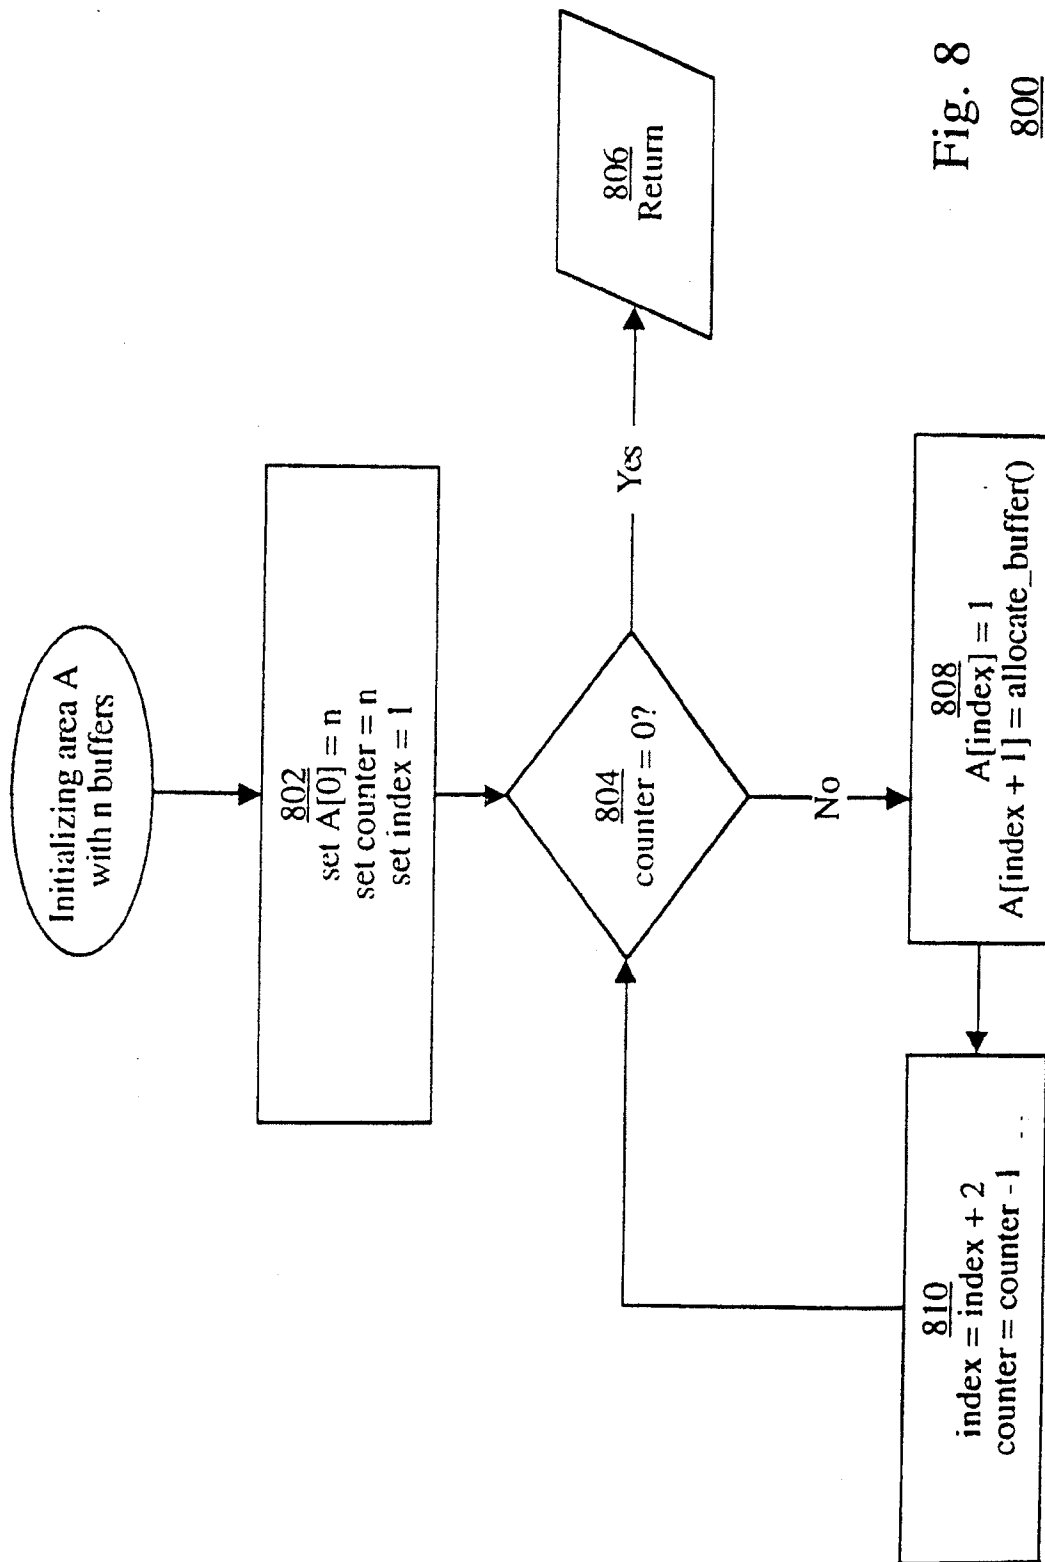 Initializing area A
with n buffers
802
set A[0] = n
set counter = n
set index = 1
804
counter = 0?
Yes
806
Return
No
808
A[index] = 1
A[index + 1] = allocate_buffer()
810
index = index + 2
counter = counter - 1
Fig. 8
800